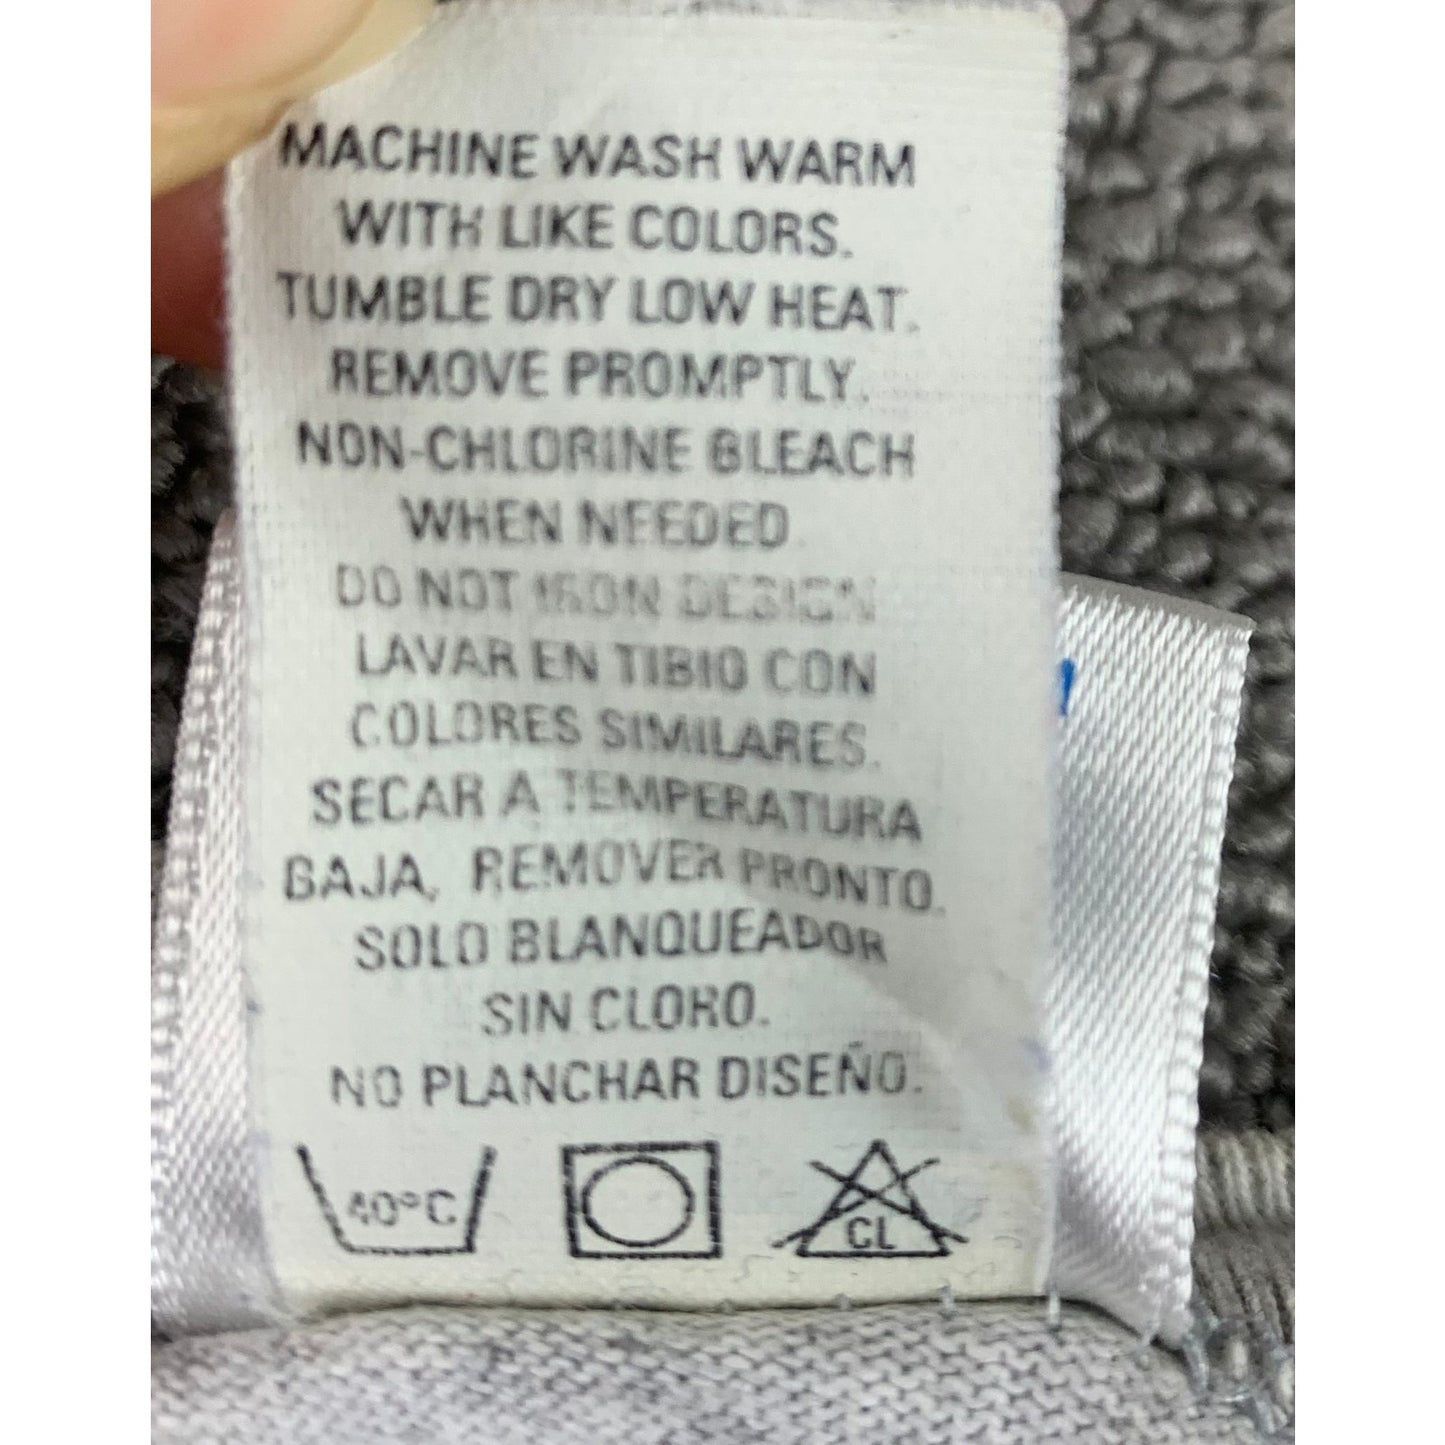 MACHINE WASH WARM
WITH LIKE COLORS.
TUMBLE DRY LOW HEAT.
REMOVE PROMPTLY.
NON-CHLORINE BLEACH
WHEN NEEDED
DO NOT IRON DESIGN
LAVAR EN TIBIO CON
COLORES SIMILARES.
SECAR A TEMPERATURA
BAJA, REMOVER PRONTO.
SOLO BLANQUEADOR
SIN CLORO.
NO PLANCHAR DISEÑO.
40°C
CL